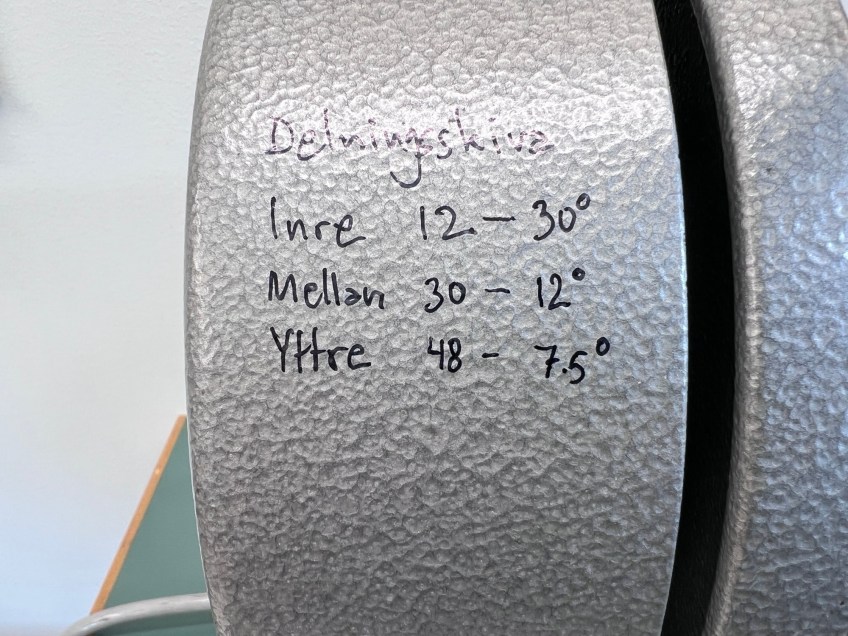 Delningsskiva
Inre 12 - 30°
Mellan 30 - 12°
Yttre 48 - 7.5°